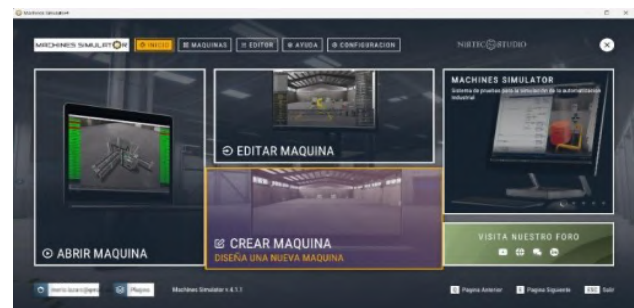 Machines Simulator4
MACHINES SIMULATOR
INICIO
MAQUINAS
EDITOR
AYUDA
CONFIGURACION
NIRTEC STUDIO
MACHINES SIMULATOR
Sistema de pruebas para la simulación de la automatización
industrial
EDITAR MAQUINA
ABRIR MAQUINA
CREAR MAQUINA
DISEÑA UNA NUEVA MAQUINA
VISITA NUESTRO FORO
Plugins
Machines Simulator v.4.1.1
Pagina Anterior
Pagina Siguiente
ESC Salir